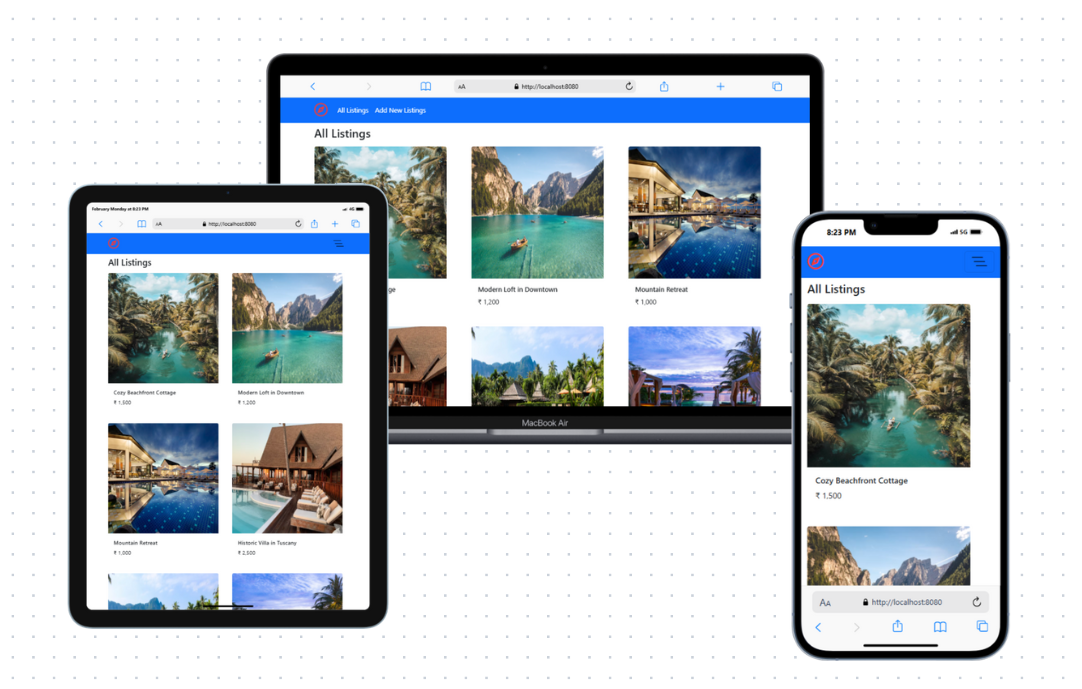 AA http://localhost:8080
All Listings Add New Listings
All Listings
ge
Modern Loft in Downtown
Mountain Retreat
₹ 1,200
₹ 1,000
MacBook Air
February Monday at 8:23 PM
5G
AA http://localhost:8080
All Listings
Cozy Beachfront Cottage
Modern Loft in Downtown
₹ 1,500
₹ 1,200
Mountain Retreat
Historic Villa in Tuscany
₹ 1,000
₹ 2,500
8:23 PM
5G
All Listings
Cozy Beachfront Cottage
₹ 1,500
AA http://localhost:8080